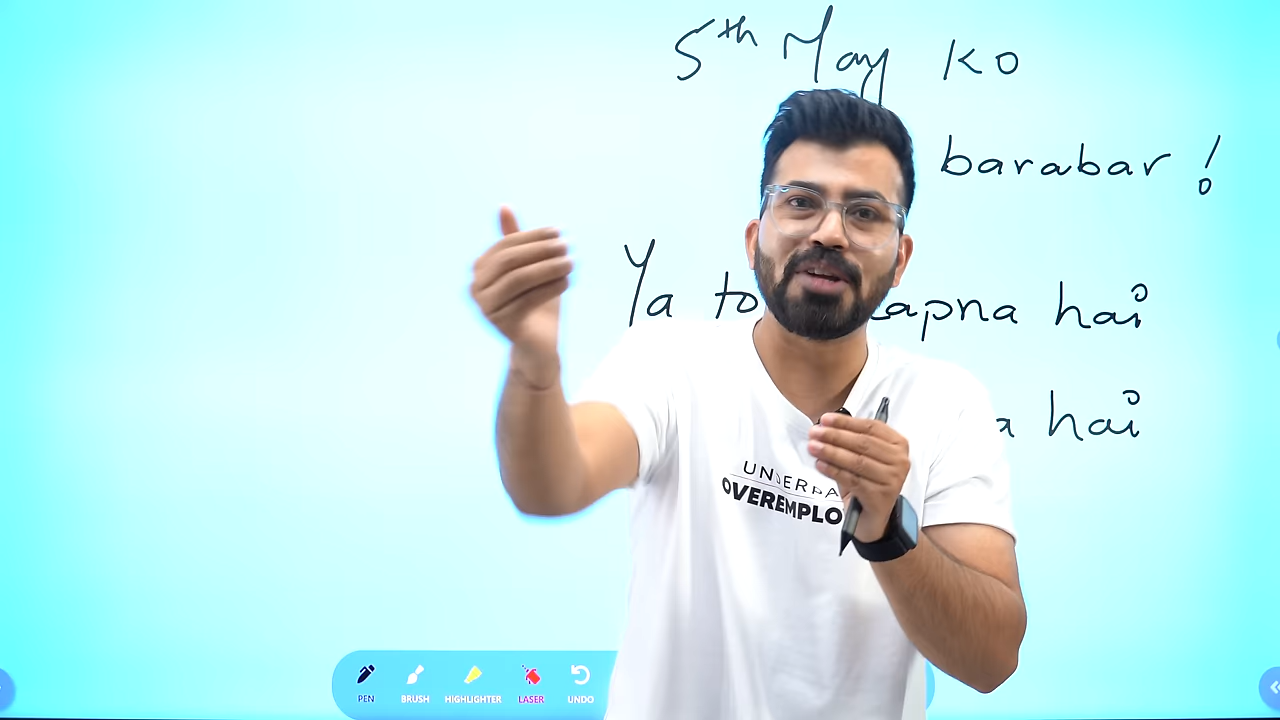 5th May ko
barabar !
Ya to apna hai
hai
UNDERPA
OVEREMPLO
PEN BRUSH HIGHLIGHTER LASER UNDO